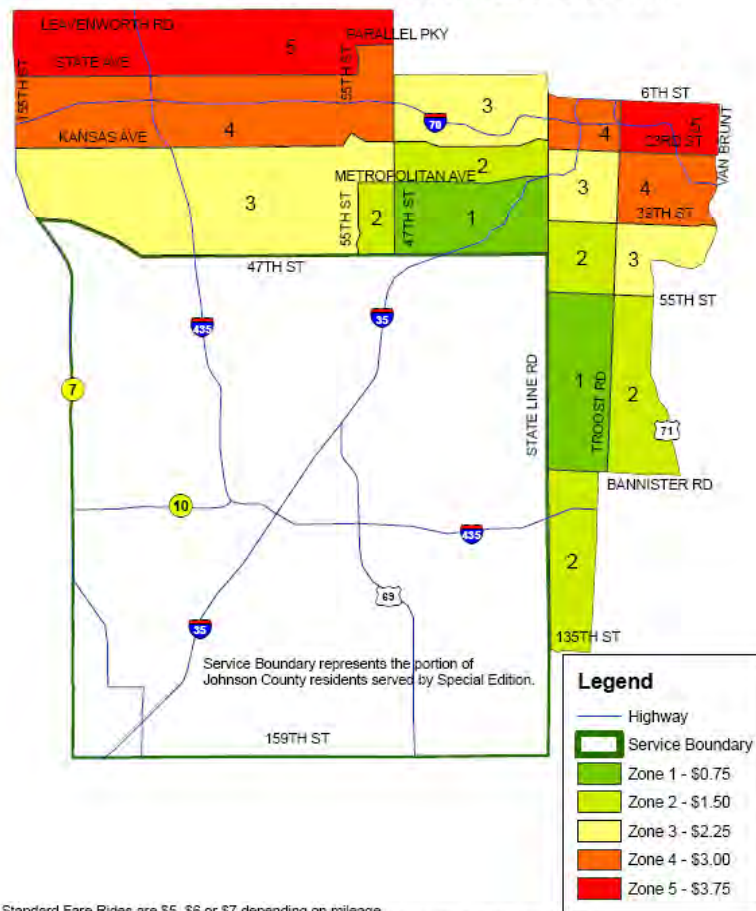 LEAVENWORTH RD
PARALLEL PKY
5
STATE AVE
55TH ST
155TH ST
6TH ST
3
70
4
5
4
23RD ST
VAN BRUNT
KANSAS AVE
2
METROPOLITAN AVE
3
4
39TH ST
3
55TH ST
2
47TH ST
1
2
3
47TH ST
55TH ST
435
35
STATE LINE RD
1
TROOST RD
2
7
71
BANNISTER RD
10
435
2
69
35
135TH ST
Service Boundary represents the portion of
Johnson County residents served by Special Edition.
159TH ST
Legend
Highway
Service Boundary
Zone 1 - $0.75
Zone 2 - $1.50
Zone 3 - $2.25
Zone 4 - $3.00
Zone 5 - $3.75
Standard Fare Rides are $5, $6 or $7 depending on mileage